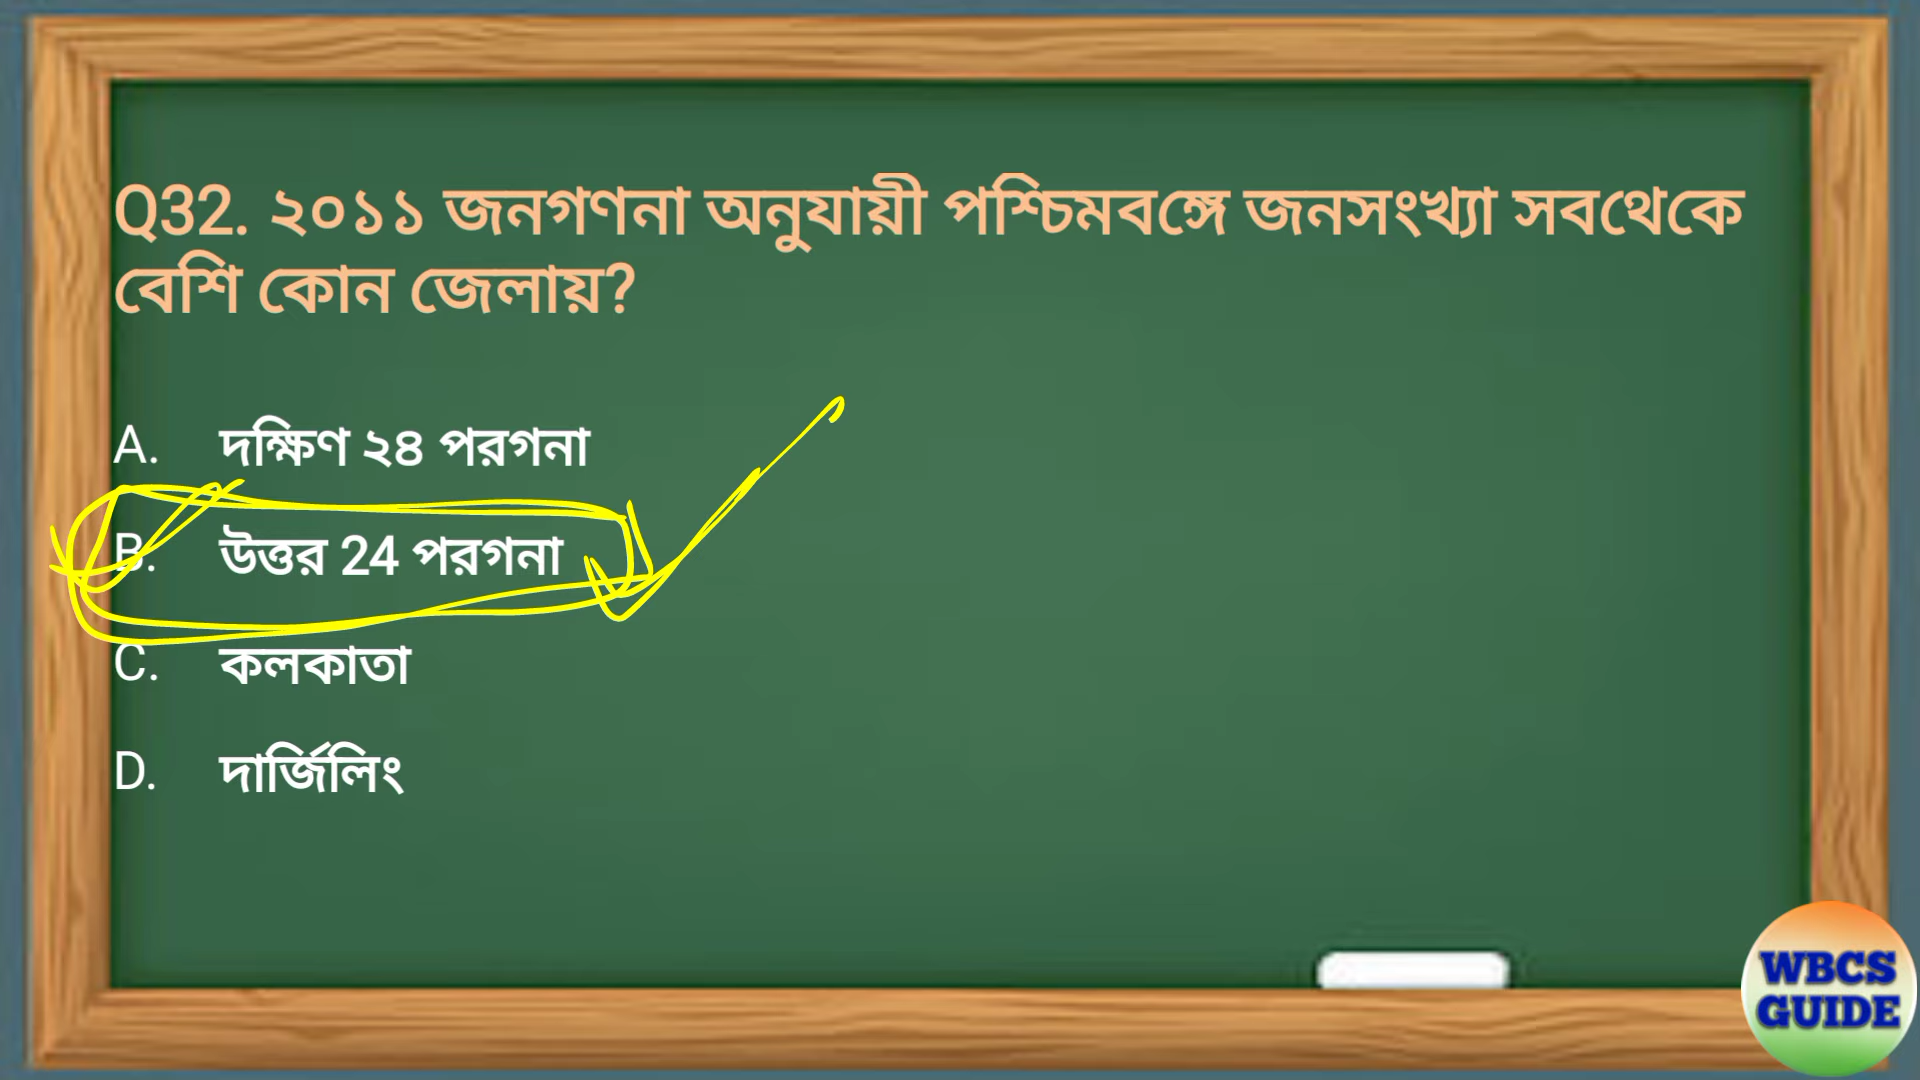 Q32. ২০১১ জনগণনা অনুযায়ী পশ্চিমবঙ্গে জনসংখ্যা সবথেকে
বেশি কোন জেলায়?
A. দক্ষিণ ২৪ পরগনা
B. উত্তর 24 পরগনা
C. কলকাতা
D. দার্জিলিং
WBCS
GUIDE